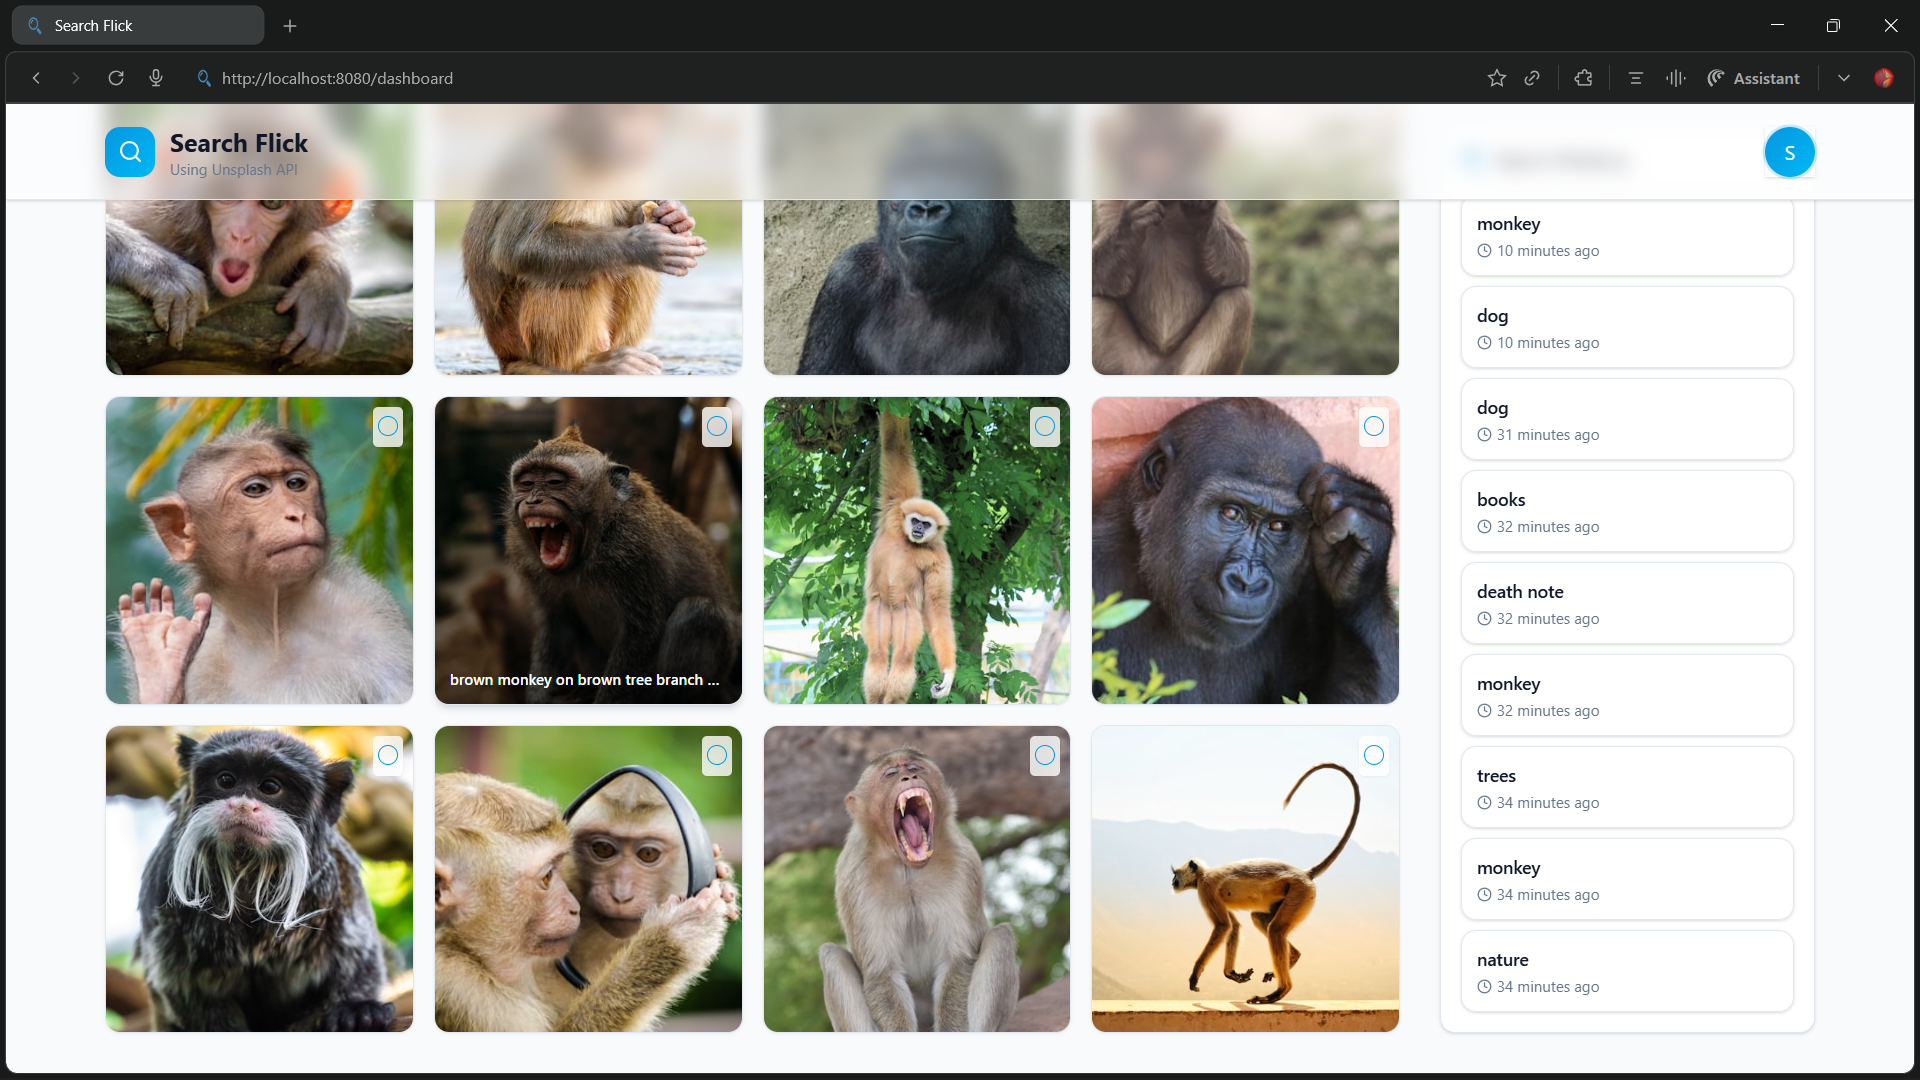 Search Flick
http://localhost:8080/dashboard
Assistant
Search Flick
Using Unsplash API
S
monkey
10 minutes ago
dog
10 minutes ago
dog
31 minutes ago
books
32 minutes ago
death note
32 minutes ago
monkey
32 minutes ago
trees
34 minutes ago
monkey
34 minutes ago
nature
34 minutes ago
brown monkey on brown tree branch ...